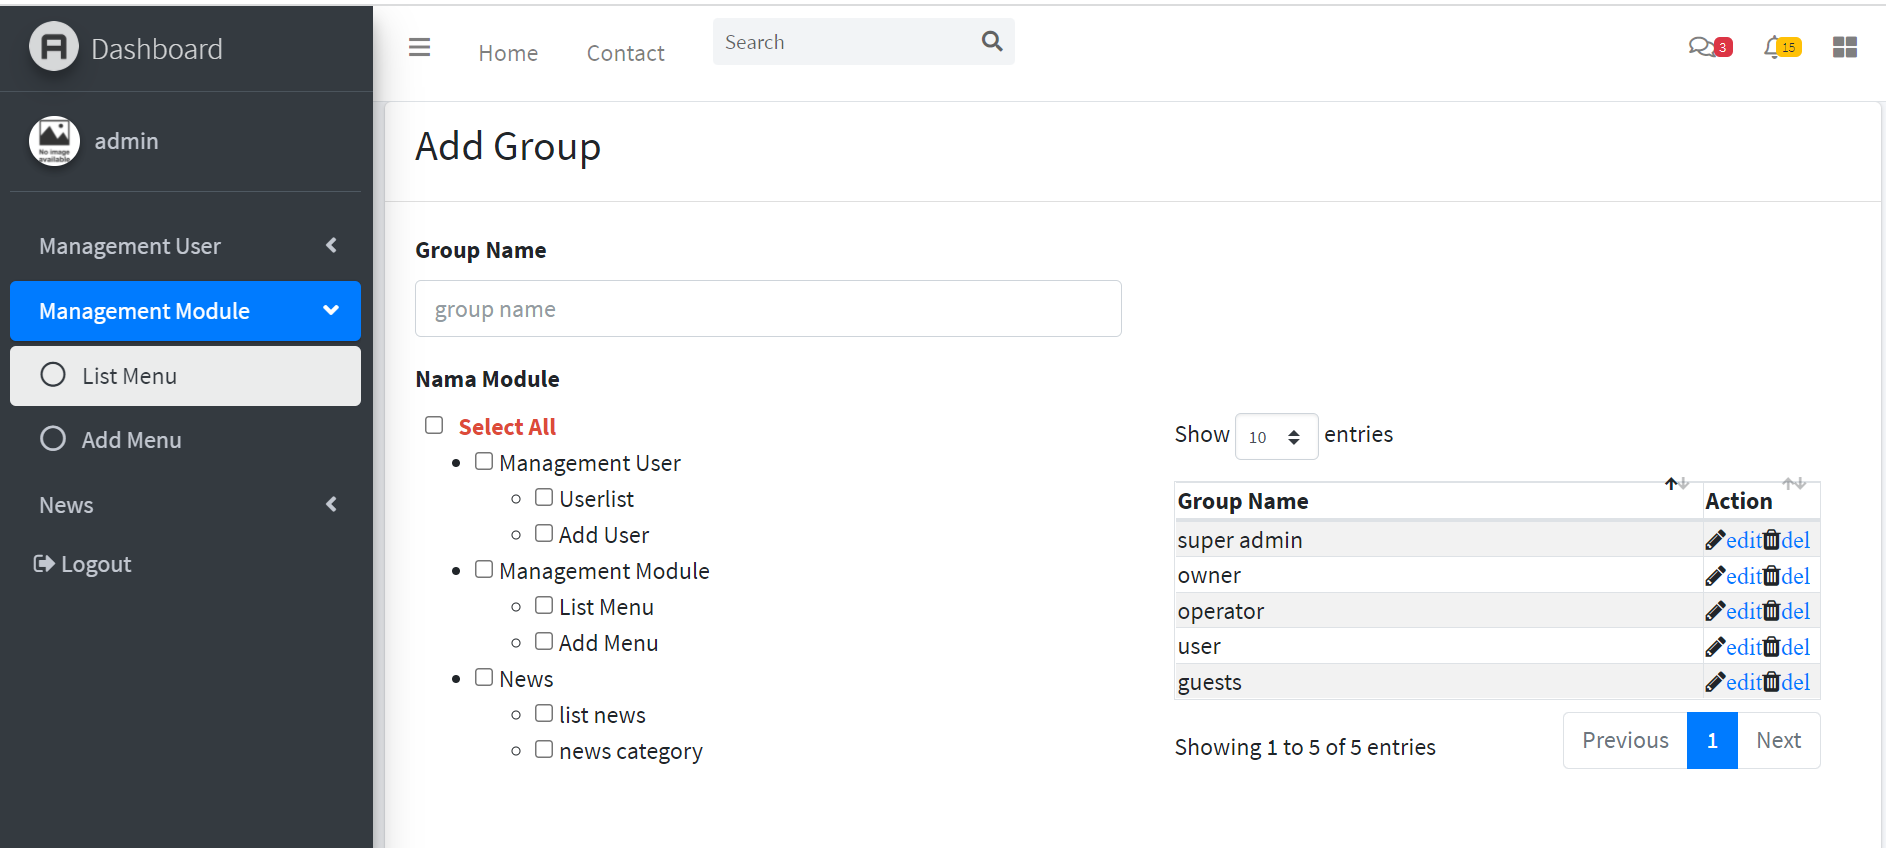 Dashboard
Home
Contact
Search
3
15
No image
available
admin
Add Group
Management User
Group Name
Management Module
group name
List Menu
Nama Module
Add Menu
Select All
Show 10 entries
Management User
Userlist
Add User
Management Module
List Menu
Add Menu
News
list news
news category
News
Logout
Group Name Action
super admin edit del
owner edit del
operator edit del
user edit del
guests edit del
Showing 1 to 5 of 5 entries
Previous 1 Next